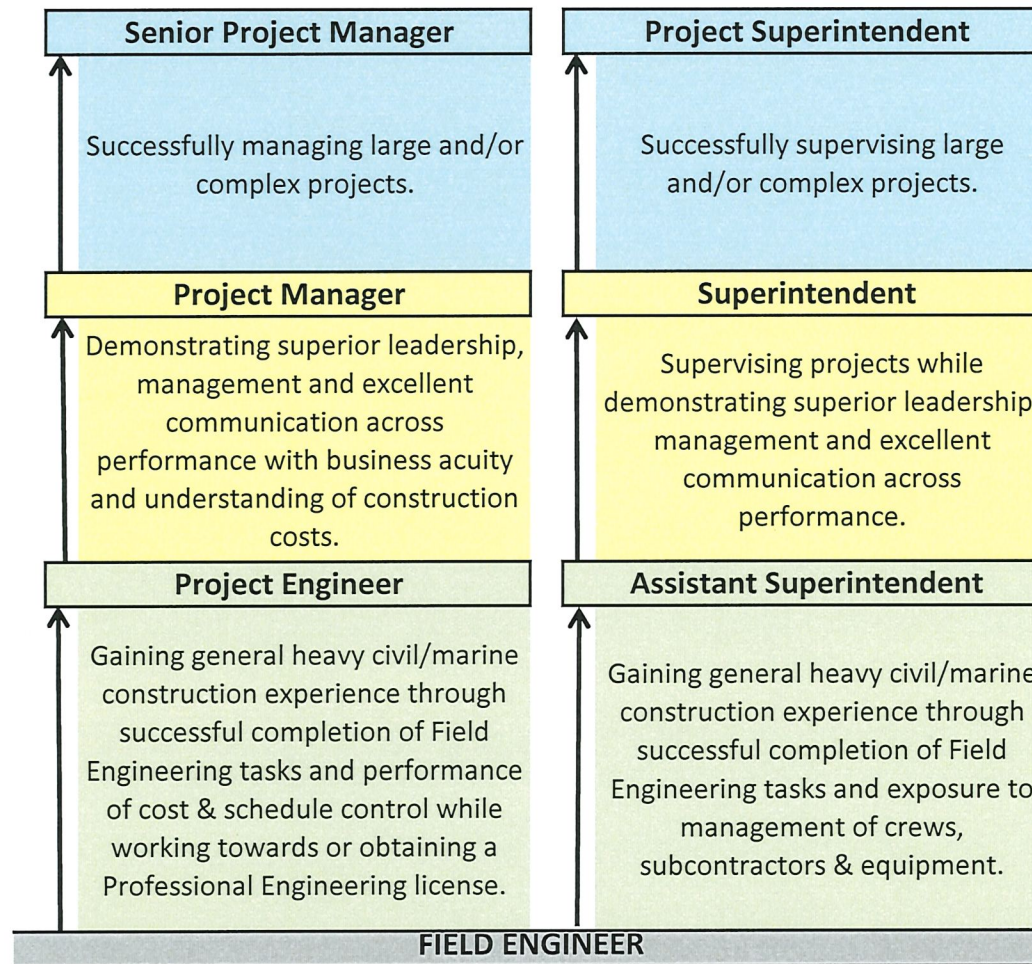 Senior Project Manager
Successfully managing large and/or
complex projects.
Project Manager
Demonstrating superior leadership,
management and excellent
communication across
performance with business acuity
and understanding of construction
costs.
Project Engineer
Gaining general heavy civil/marine
construction experience through
successful completion of Field
Engineering tasks and performance
of cost & schedule control while
working towards or obtaining a
Professional Engineering license.
Project Superintendent
Successfully supervising large
and/or complex projects.
Superintendent
Supervising projects while
demonstrating superior leadership
management and excellent
communication across
performance.
Assistant Superintendent
Gaining general heavy civil/marine
construction experience through
successful completion of Field
Engineering tasks and exposure to
management of crews,
subcontractors & equipment.
FIELD ENGINEER